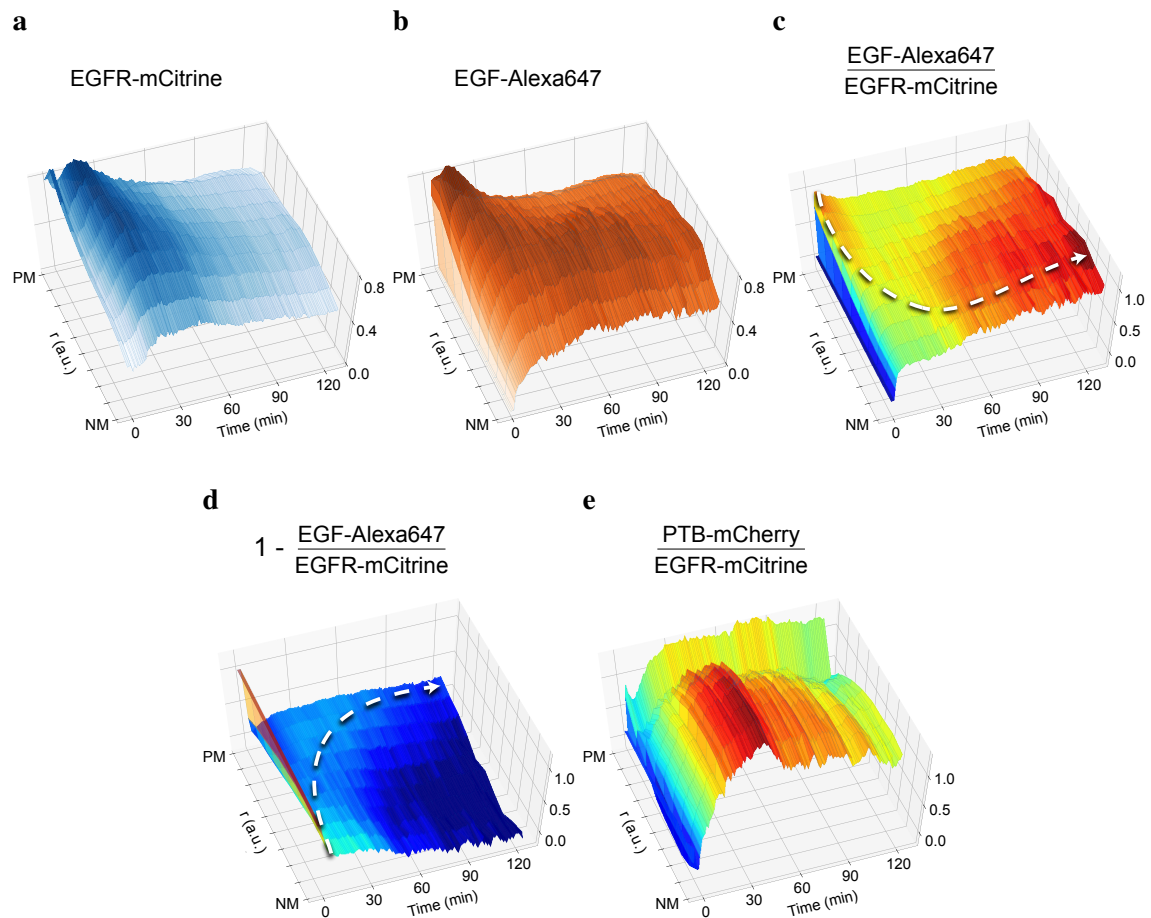 a
EGFR-mCitrine
PM
r (a.u.)
NM
0
30
60
90
120
Time (min)
0.0
0.4
0.8
b
EGF-Alexa647
PM
r (a.u.)
NM
0
30
60
90
120
Time (min)
0.0
0.4
0.8
c
EGF-Alexa647
EGFR-mCitrine
PM
r (a.u.)
NM
0
30
60
90
120
Time (min)
0.0
0.5
1.0
d
1 - EGF-Alexa647
EGFR-mCitrine
PM
r (a.u.)
NM
0
30
60
90
120
Time (min)
0.0
0.5
1.0
e
PTB-mCherry
EGFR-mCitrine
PM
r (a.u.)
NM
0
30
60
90
120
Time (min)
0.0
0.5
1.0